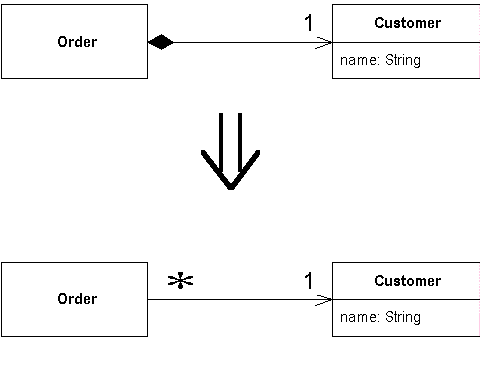 1
Customer
Order
name: String
* 1
Customer
Order
name: String